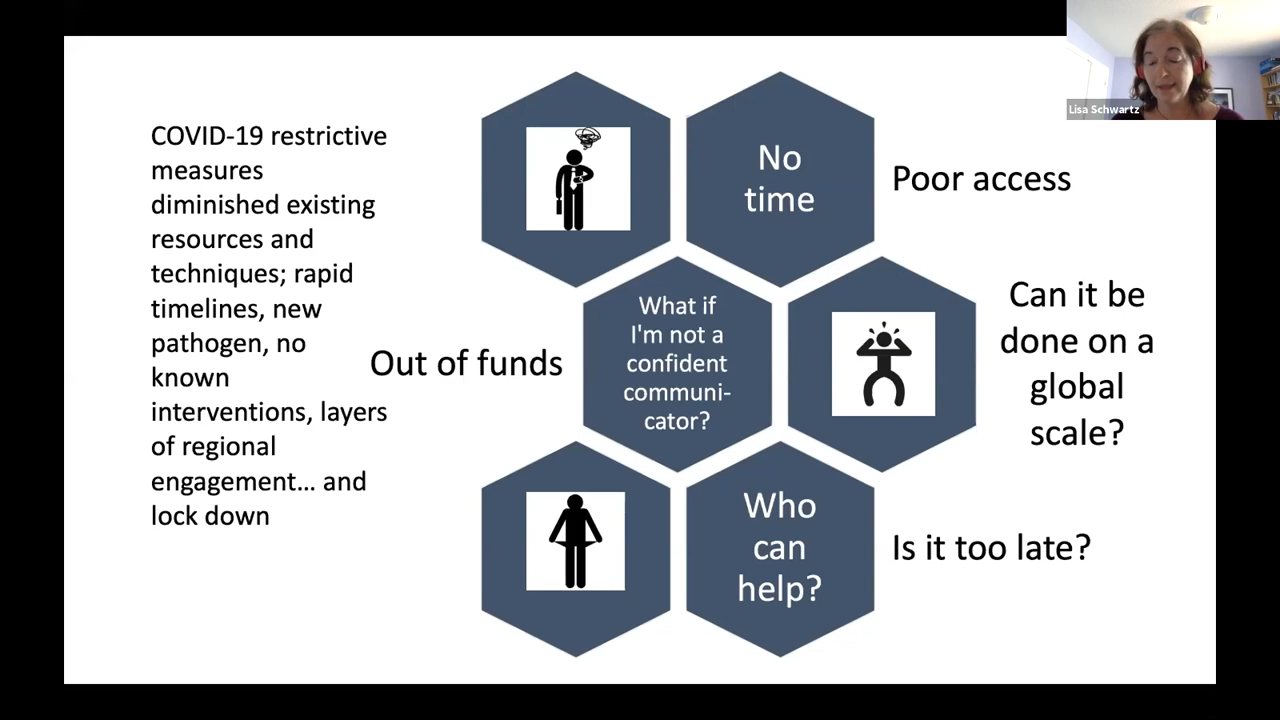 Lisa Schwartz
COVID-19 restrictive
measures
diminished existing
resources and
techniques; rapid
timelines, new
pathogen, no
known
interventions, layers
of regional
engagement... and
lock down
No
time
Poor access
Out of funds
What if
I'm not a
confident
communi-
cator?
Can it be
done on a
global
scale?
Who
can
help?
Is it too late?